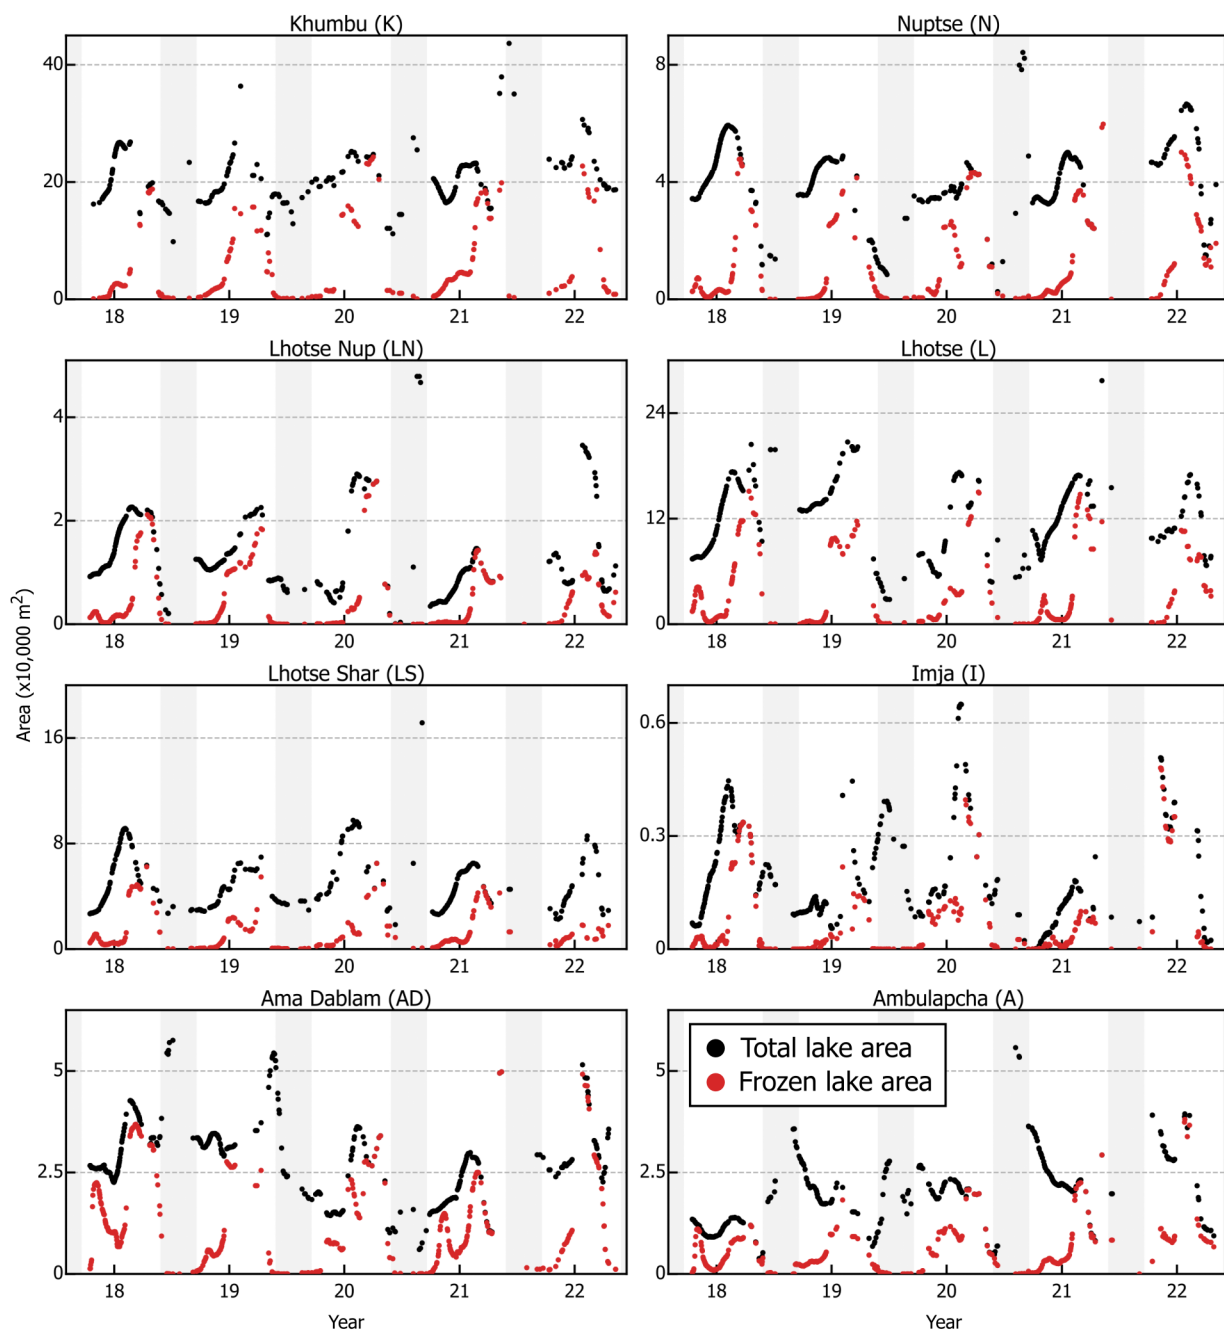 Khumbu (K)
40
20
0
18 19 20 21 22
Nuptse (N)
8
4
0
18 19 20 21 22
Lhotse Nup (LN)
4
2
0
18 19 20 21 22
Lhotse (L)
24
12
0
18 19 20 21 22
Area (x10,000 m²)
Lhotse Shar (LS)
16
8
0
18 19 20 21 22
Imja (I)
0.6
0.3
0
18 19 20 21 22
Ama Dablam (AD)
5
2.5
0
18 19 20 21 22
Year
Ambulapcha (A)
Total lake area
Frozen lake area
5
2.5
0
18 19 20 21 22
Year